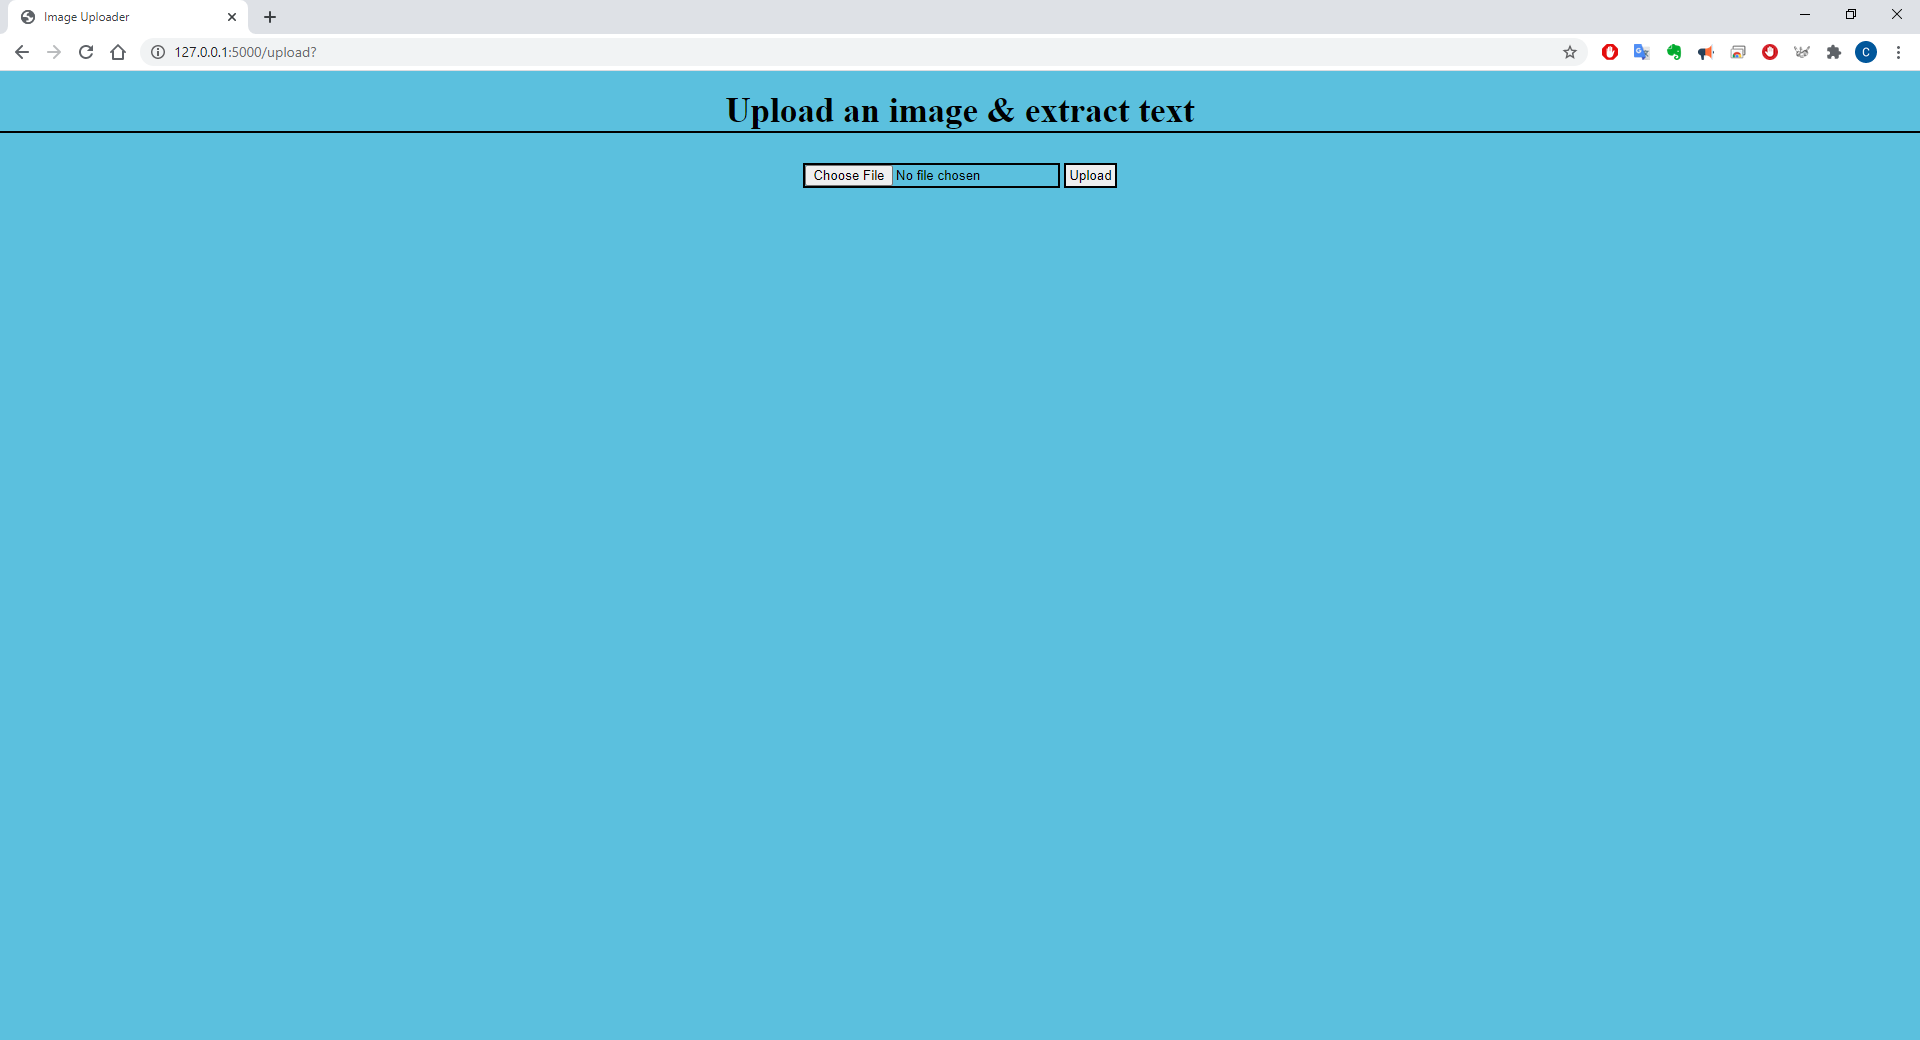 Image Uploader
127.0.0.1:5000/upload?
C
Upload an image & extract text
Choose File No file chosen Upload